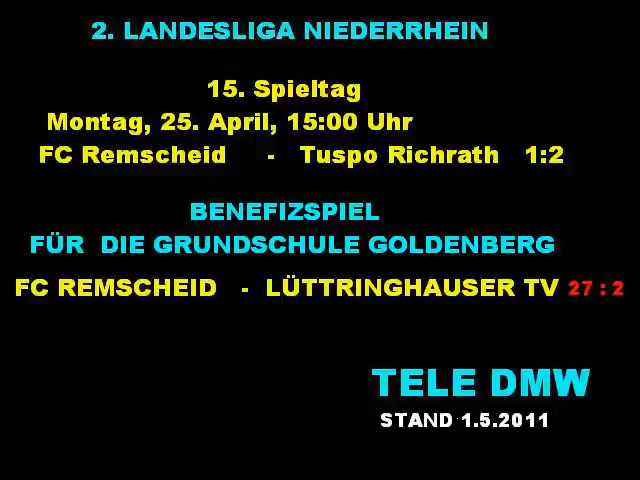 2. LANDESLIGA NIEDERRHEIN
15. Spieltag
Montag, 25. April, 15:00 Uhr
FC Remscheid - Tuspo Richrath 1:2
BENEFIZSPIEL
FÜR DIE GRUNDSCHULE GOLDENBERG
FC REMSCHEID - LÜTTRINGHAUSER TV 27 : 2
TELE DMW
STAND 1.5.2011